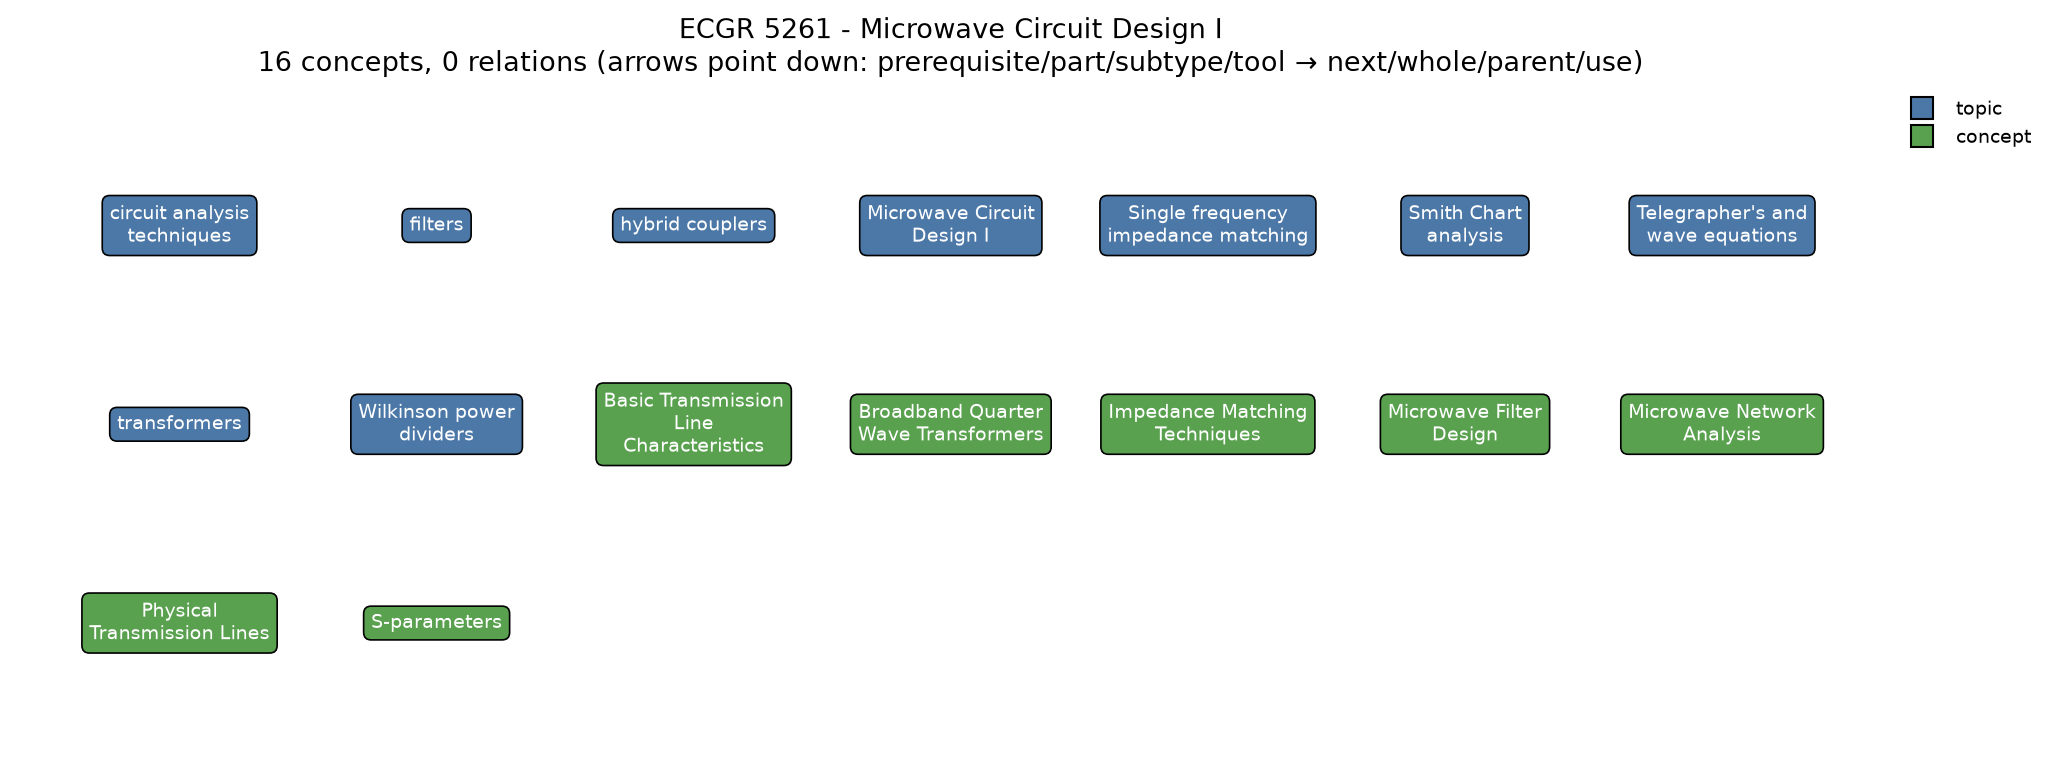 ECGR 5261 - Microwave Circuit Design I
16 concepts, 0 relations (arrows point down: prerequisite/part/subtype/tool → next/whole/parent/use)
topic
concept
circuit analysis
techniques
filters
hybrid couplers
Microwave Circuit
Design I
Single frequency
impedance matching
Smith Chart
analysis
Telegrapher's and
wave equations
transformers
Wilkinson power
dividers
Basic Transmission
Line
Characteristics
Broadband Quarter
Wave Transformers
Impedance Matching
Techniques
Microwave Filter
Design
Microwave Network
Analysis
Physical
Transmission Lines
S-parameters